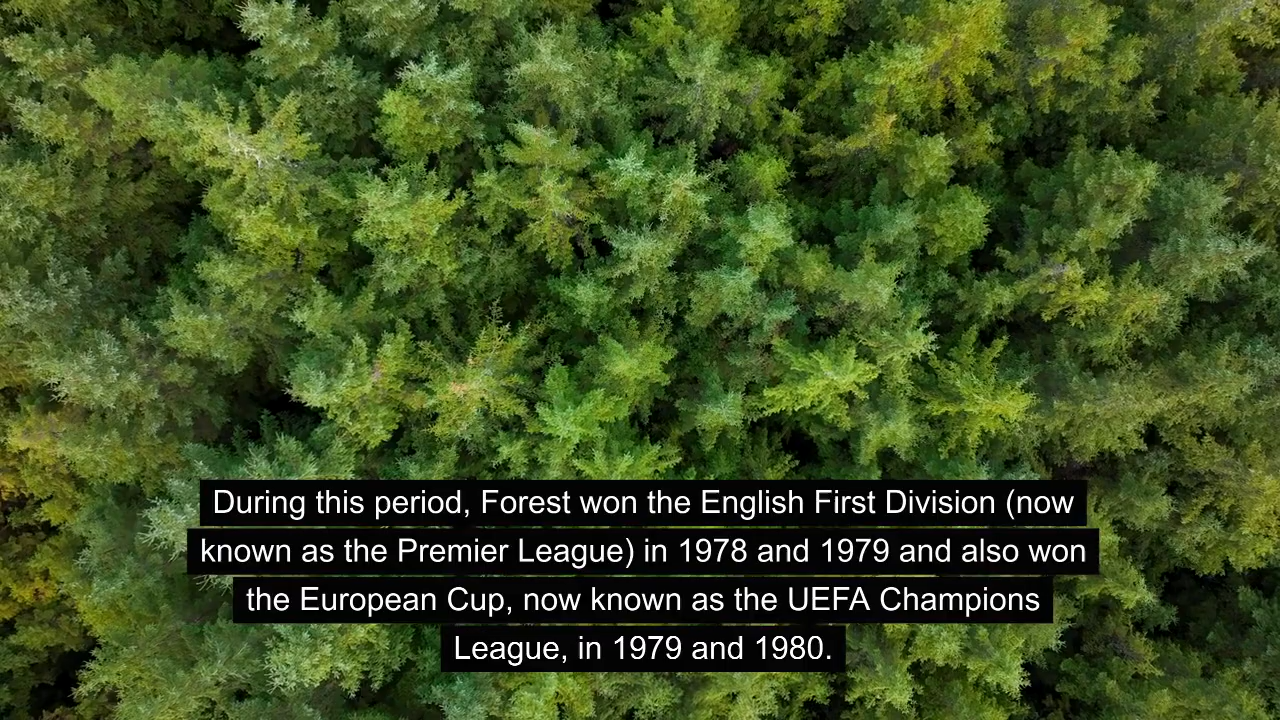 During this period, Forest won the English First Division (now
known as the Premier League) in 1978 and 1979 and also won
the European Cup, now known as the UEFA Champions
League, in 1979 and 1980.